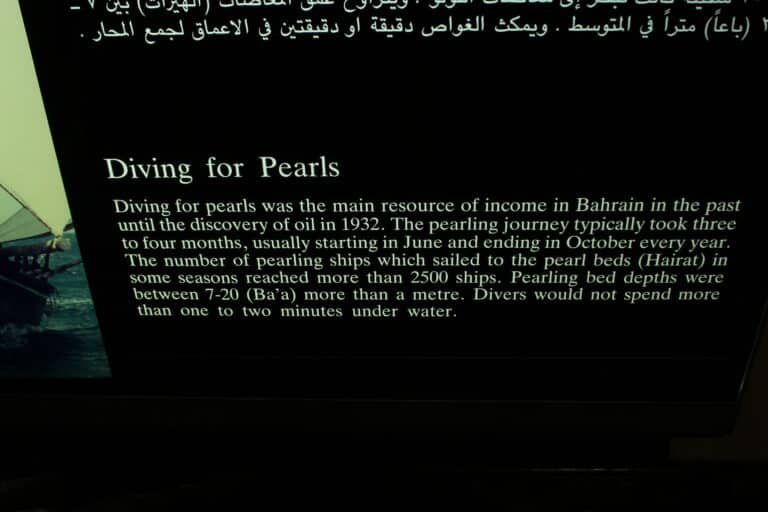 (الهيرات) بين ٧ ـ
(باعاً) متراً في المتوسط . ويمكث الغواص دقيقة او دقيقتين في الاعماق لجمع المحار .
Diving for Pearls
Diving for pearls was the main resource of income in Bahrain in the past
until the discovery of oil in 1932. The pearling journey typically took three
to four months, usually starting in June and ending in October every year.
The number of pearling ships which sailed to the pearl beds (Hairat) in
some seasons reached more than 2500 ships. Pearling bed depths were
between 7-20 (Ba'a) more than a metre. Divers would not spend more
than one to two minutes under water.